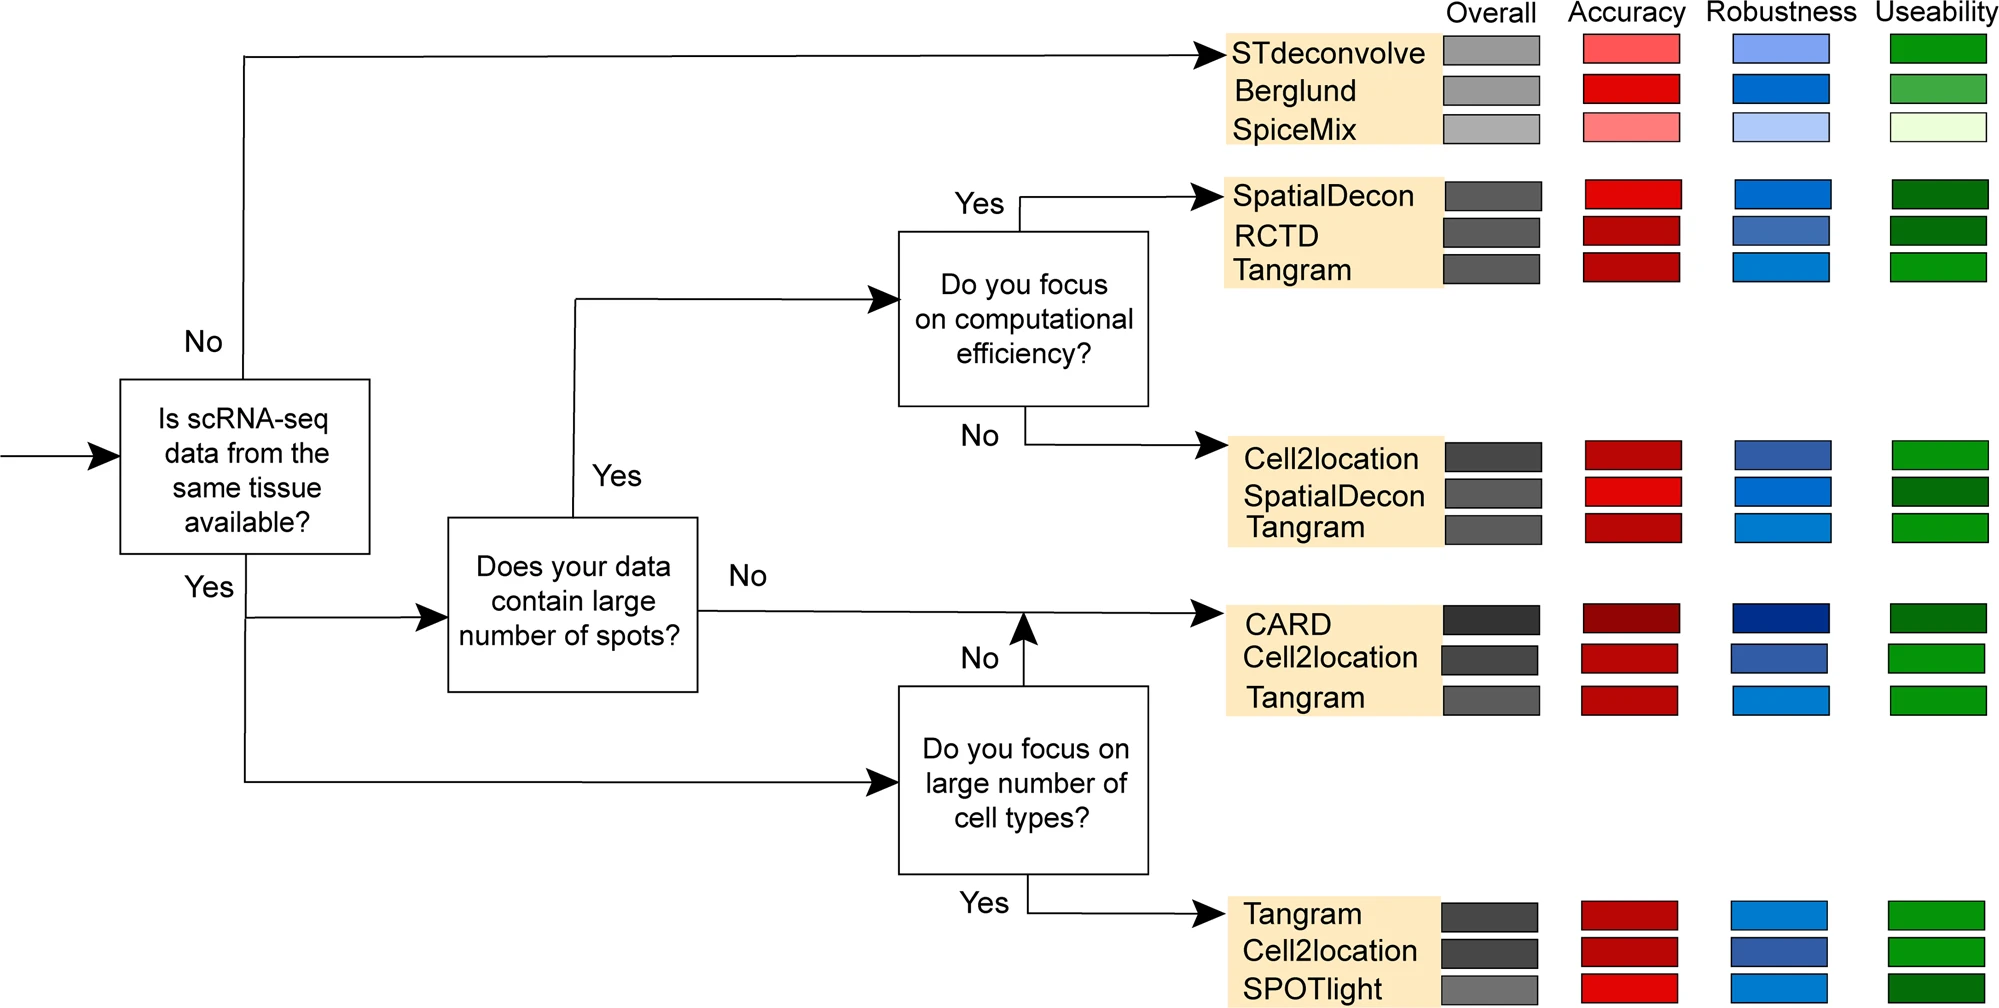 Overall Accuracy Robustness Useability
STdeconvolve
Berglund
SpiceMix
Yes
SpatialDecon
RCTD
Tangram
Do you focus
on computational
efficiency?
No
Is scRNA-seq
data from the
same tissue
available?
No
Cell2location
SpatialDecon
Tangram
Yes
Yes
Does your data
contain large
number of spots?
No
CARD
Cell2location
Tangram
No
Do you focus on
large number of
cell types?
Yes
Tangram
Cell2location
SPOTlight